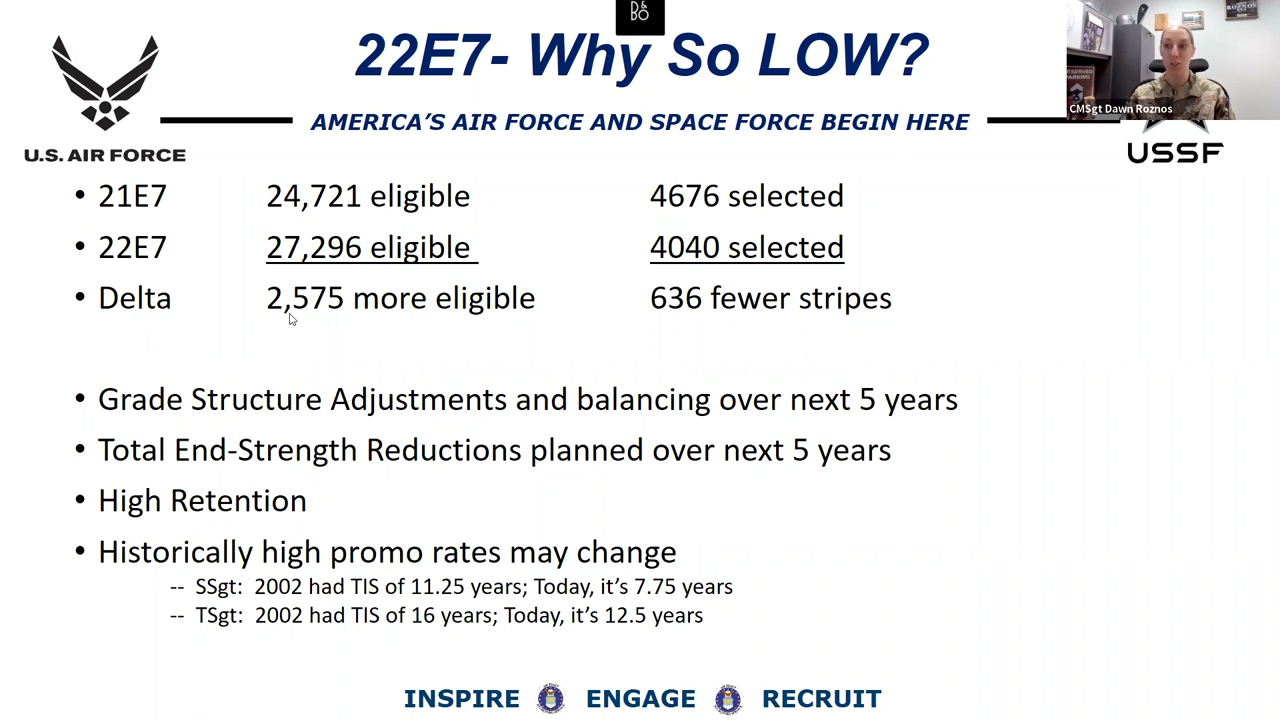 B&O
22E7- Why So LOW?
AMERICA'S AIR FORCE AND SPACE FORCE BEGIN HERE
U.S. AIR FORCE
USSF
ROZNOS
RESERVED
PARKING
CMSgt Dawn Roznos
• 21E7 24,721 eligible 4676 selected
• 22E7 27,296 eligible 4040 selected
• Delta 2,575 more eligible 636 fewer stripes
• Grade Structure Adjustments and balancing over next 5 years
• Total End-Strength Reductions planned over next 5 years
• High Retention
• Historically high promo rates may change
-- SSgt: 2002 had TIS of 11.25 years; Today, it's 7.75 years
-- TSgt: 2002 had TIS of 16 years; Today, it's 12.5 years
INSPIRE ENGAGE RECRUIT